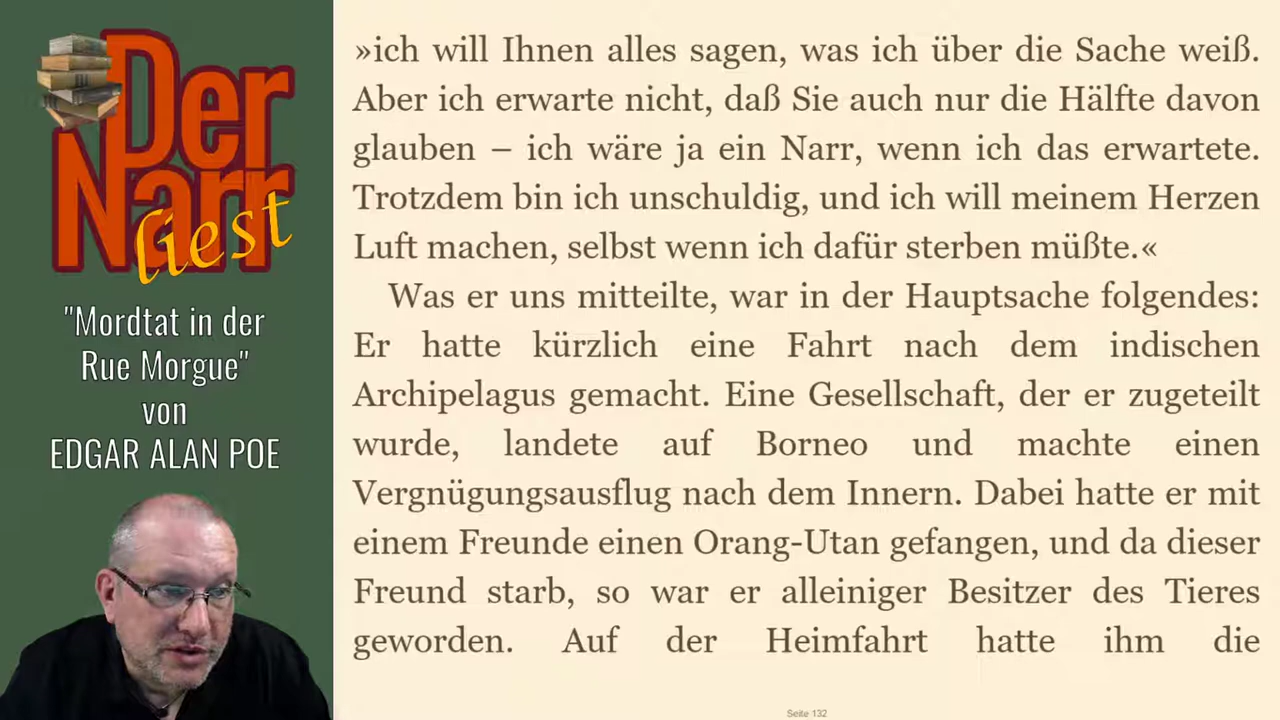 Der
Narr
liest
"Mordtat in der
Rue Morgue"
von
EDGAR ALAN POE
»ich will Ihnen alles sagen, was ich über die Sache weiß.
Aber ich erwarte nicht, daß Sie auch nur die Hälfte davon
glauben – ich wäre ja ein Narr, wenn ich das erwartete.
Trotzdem bin ich unschuldig, und ich will meinem Herzen
Luft machen, selbst wenn ich dafür sterben müßte.«
Was er uns mitteilte, war in der Hauptsache folgendes:
Er hatte kürzlich eine Fahrt nach dem indischen
Archipelagus gemacht. Eine Gesellschaft, der er zugeteilt
wurde, landete auf Borneo und machte einen
Vergnügungsausflug nach dem Innern. Dabei hatte er mit
einem Freunde einen Orang-Utan gefangen, und da dieser
Freund starb, so war er alleiniger Besitzer des Tieres
geworden. Auf der Heimfahrt hatte ihm die
Seite 132